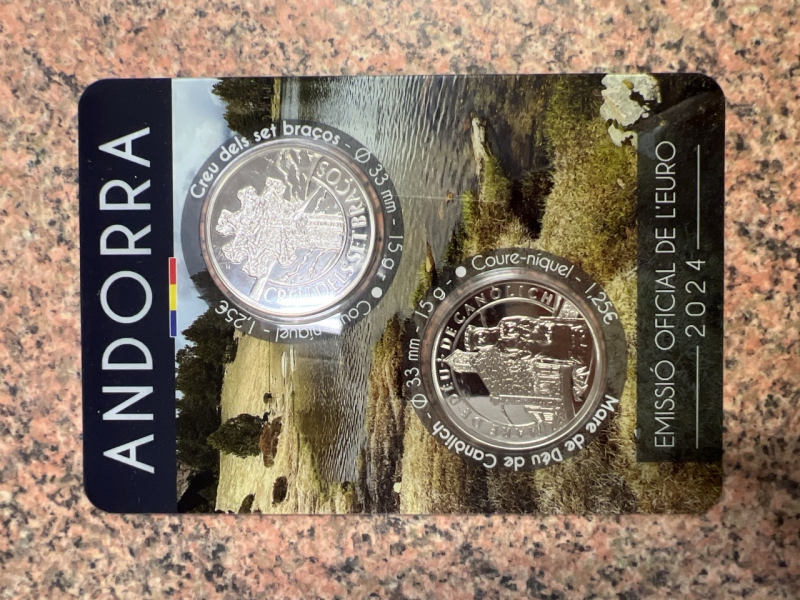 ANDORRA
Creu dels set braços - Ø 33 mm - 15 g • Coure-níquel - 1,25€
CREU DELS SET BRAÇOS
Mare de Déu de Canòlich - Ø 33 mm - 15 g - • Coure-níquel - 1,25€
MARE DE DÉU DE CANÒLICH
EMISSIÓ OFICIAL DE L'EURO
2024